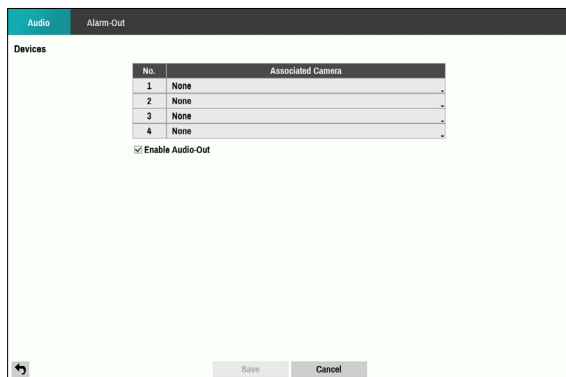 Audio Alarm-Out
Devices
No. Associated Camera
1 None
2 None
3 None
4 None
Enable Audio-Out
Save Cancel